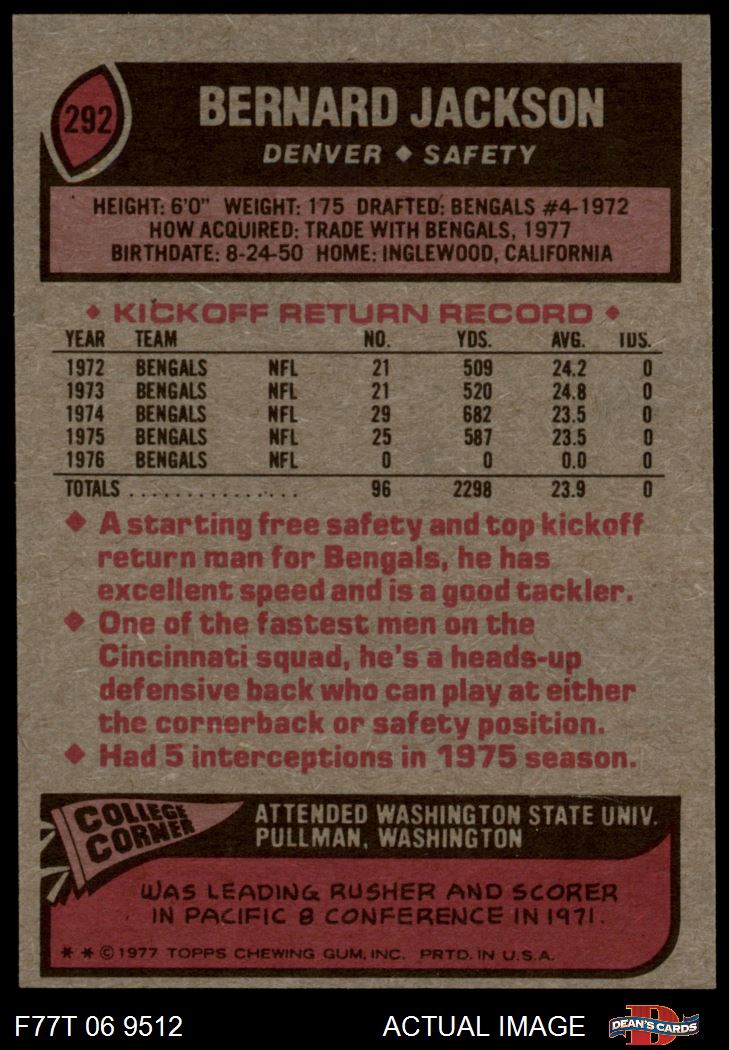 292
BERNARD JACKSON
DENVER ◆ SAFETY
HEIGHT: 6'0" WEIGHT: 175 DRAFTED: BENGALS #4-1972
HOW ACQUIRED: TRADE WITH BENGALS, 1977
BIRTHDATE: 8-24-50 HOME: INGLEWOOD, CALIFORNIA
◆ KICKOFF RETURN RECORD ◆
YEAR TEAM NO. YDS. AVG. TDS.
1972 BENGALS NFL 21 509 24.2 0
1973 BENGALS NFL 21 520 24.8 0
1974 BENGALS NFL 29 682 23.5 0
1975 BENGALS NFL 25 587 23.5 0
1976 BENGALS NFL 0 0 0.0 0
TOTALS . . . . . . . . . . . . . . . 96 2298 23.9 0
◆ A starting free safety and top kickoff
return man for Bengals, he has
excellent speed and is a good tackler.
◆ One of the fastest men on the
Cincinnati squad, he's a heads-up
defensive back who can play at either
the cornerback or safety position.
◆ Had 5 interceptions in 1975 season.
COLLEGE
CORNER
ATTENDED WASHINGTON STATE UNIV.
PULLMAN, WASHINGTON
WAS LEADING RUSHER AND SCORER
IN PACIFIC 8 CONFERENCE IN 1971.
* * © 1977 TOPPS CHEWING GUM, INC. PRTD. IN U.S.A.
F77T 06 9512 ACTUAL IMAGE D DEAN'S CARDS